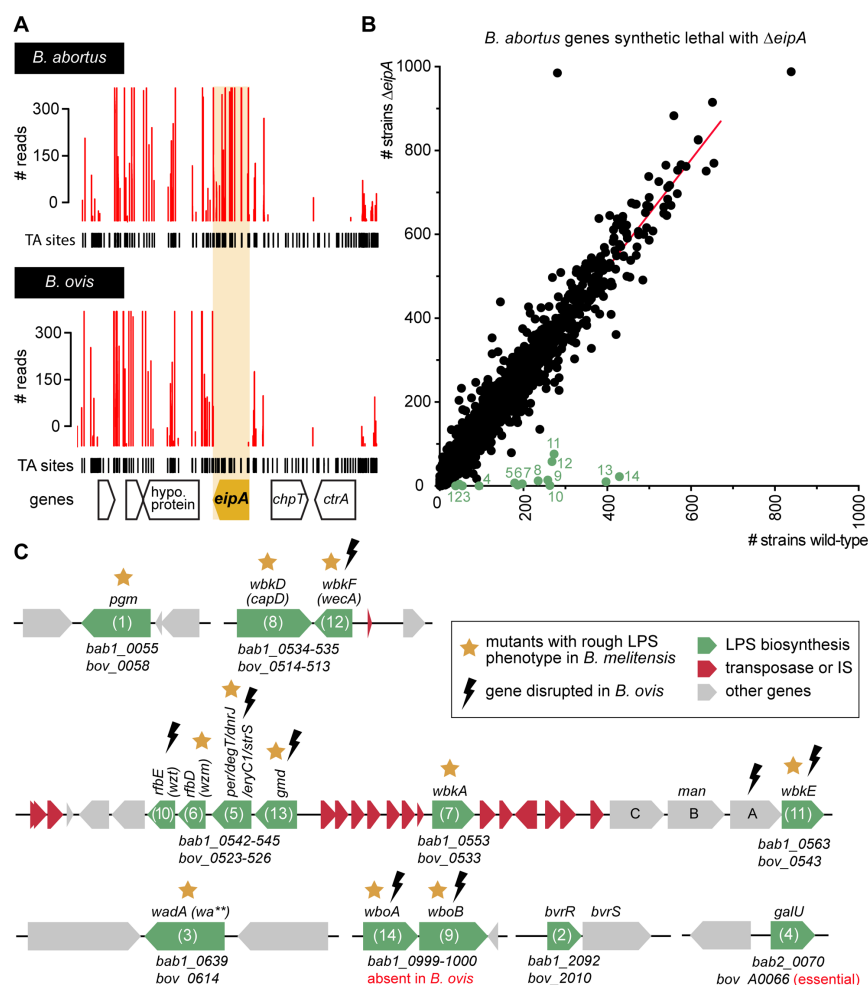 A
B. abortus
# reads
300
150
0
TA sites
B. ovis
# reads
300
150
0
TA sites
genes
hypo.
protein
eipA
chpT
ctrA
B
B. abortus genes synthetic lethal with ΔeipA
# strains ΔeipA
1000
800
600
400
200
0
11
12
13
14
123
4
567
8
9
10
0
200
400
600
800
1000
# strains wild-type
C
pgm
(1)
bab1_0055
bov_0058
wbkD
(capD)
wbkF
(wecA)
(8)
(12)
bab1_0534-535
bov_0514-513
mutants with rough LPS
phenotype in B. melitensis
gene disrupted in B. ovis
LPS biosynthesis
transposase or IS
other genes
rfbE
(wzt)
rfbD
(wzm)
per/degT/dnrJ
/eryC1/strS
gmd
(10)
(6)
(5)
(13)
bab1_0542-545
bov_0523-526
wbkA
(7)
bab1_0553
bov_0533
C
man
B
A
wbkE
(11)
bab1_0563
bov_0543
wadA (wa**)
(3)
bab1_0639
bov_0614
wboA
wboB
(14)
(9)
bab1_0999-1000
absent in B. ovis
bvrR
bvrS
(2)
bab1_2092
bov_2010
galU
(4)
bab2_0070
bov_A0066 (essential)